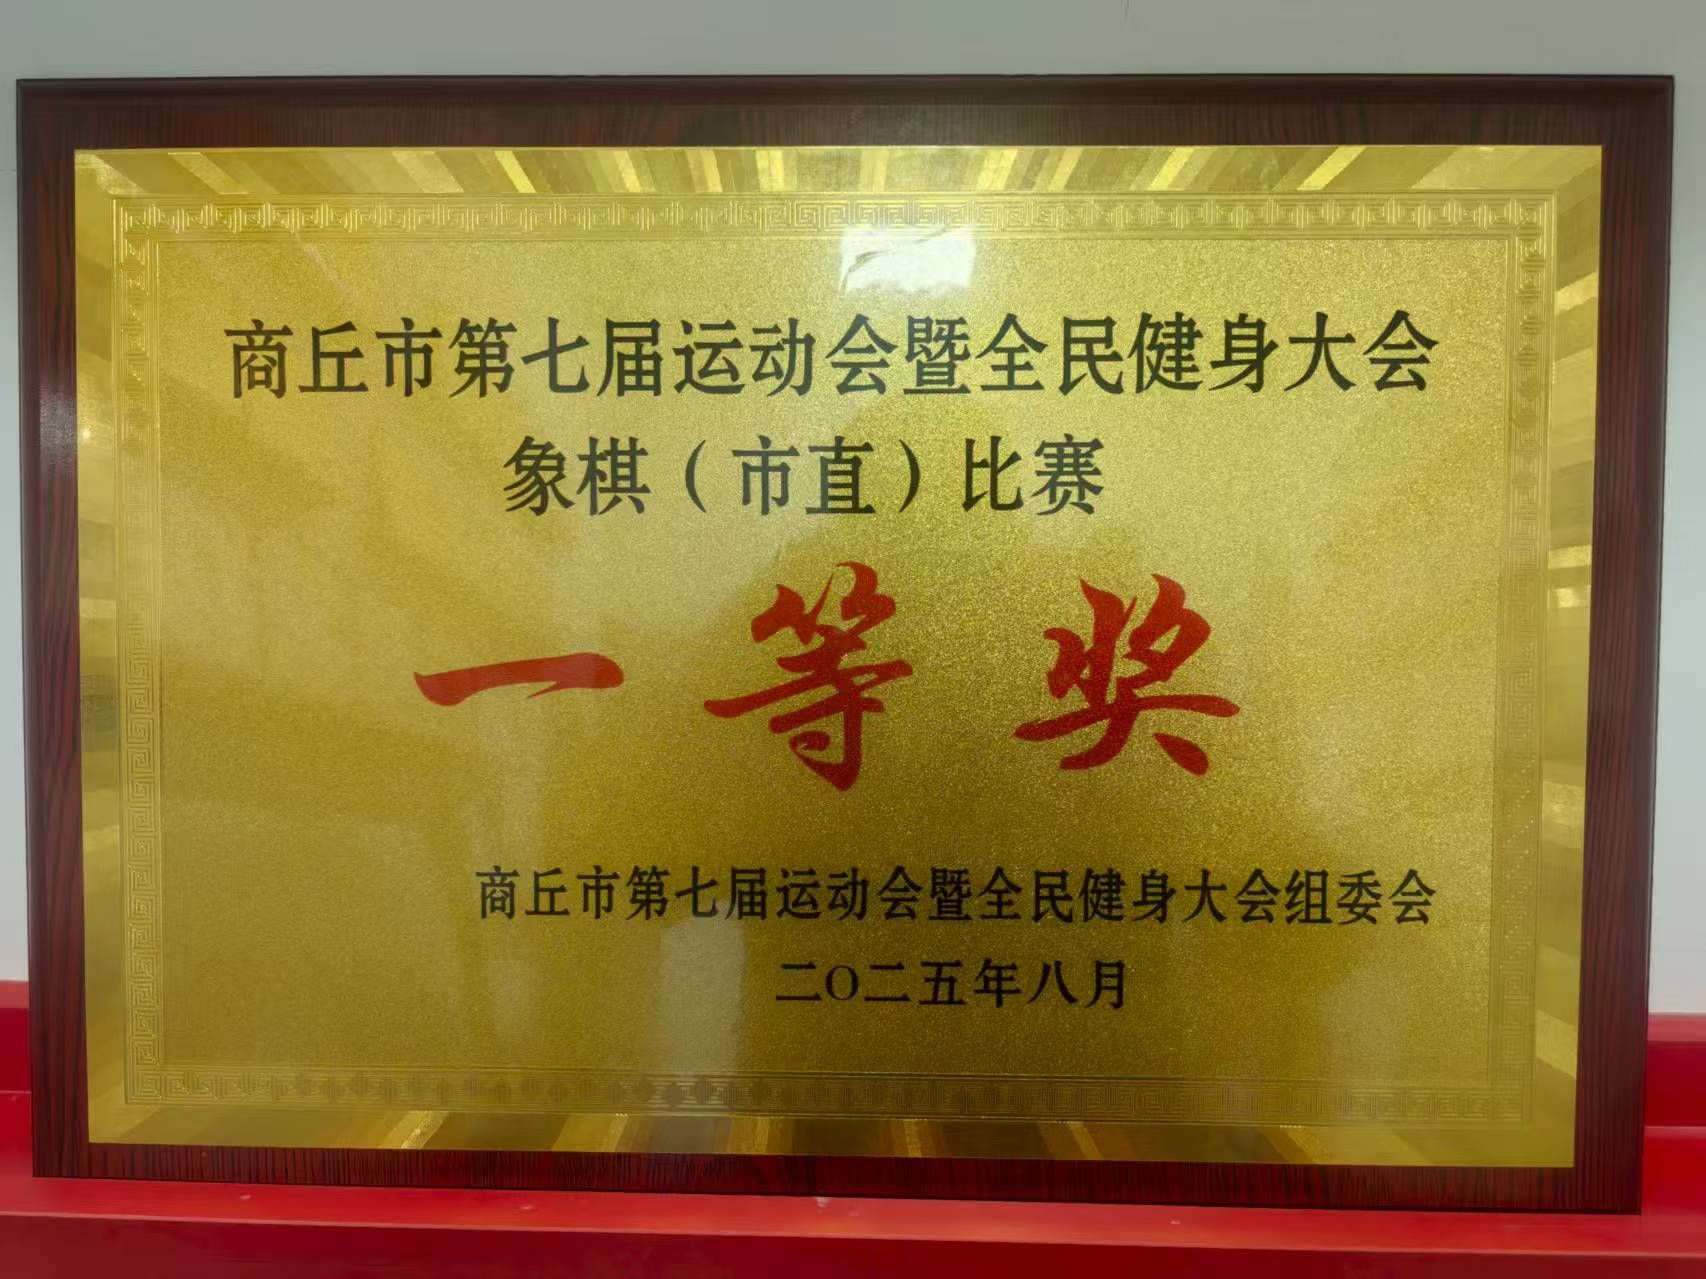 商丘市第七届运动会暨全民健身大会
象棋（市直）比赛
一等奖
商丘市第七届运动会暨全民健身大会组委会
二O二五年八月